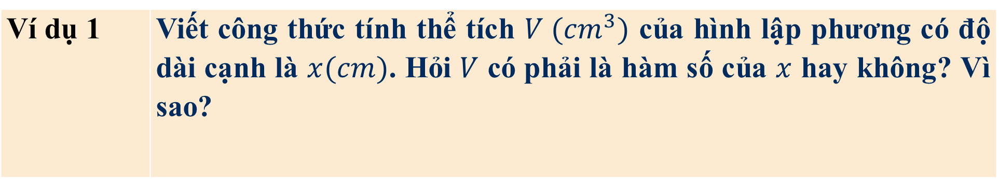 Ví dụ 1
Viết công thức tính thể tích V (cm³) của hình lập phương có độ
dài cạnh là x(cm). Hỏi V có phải là hàm số của x hay không? Vì
sao?